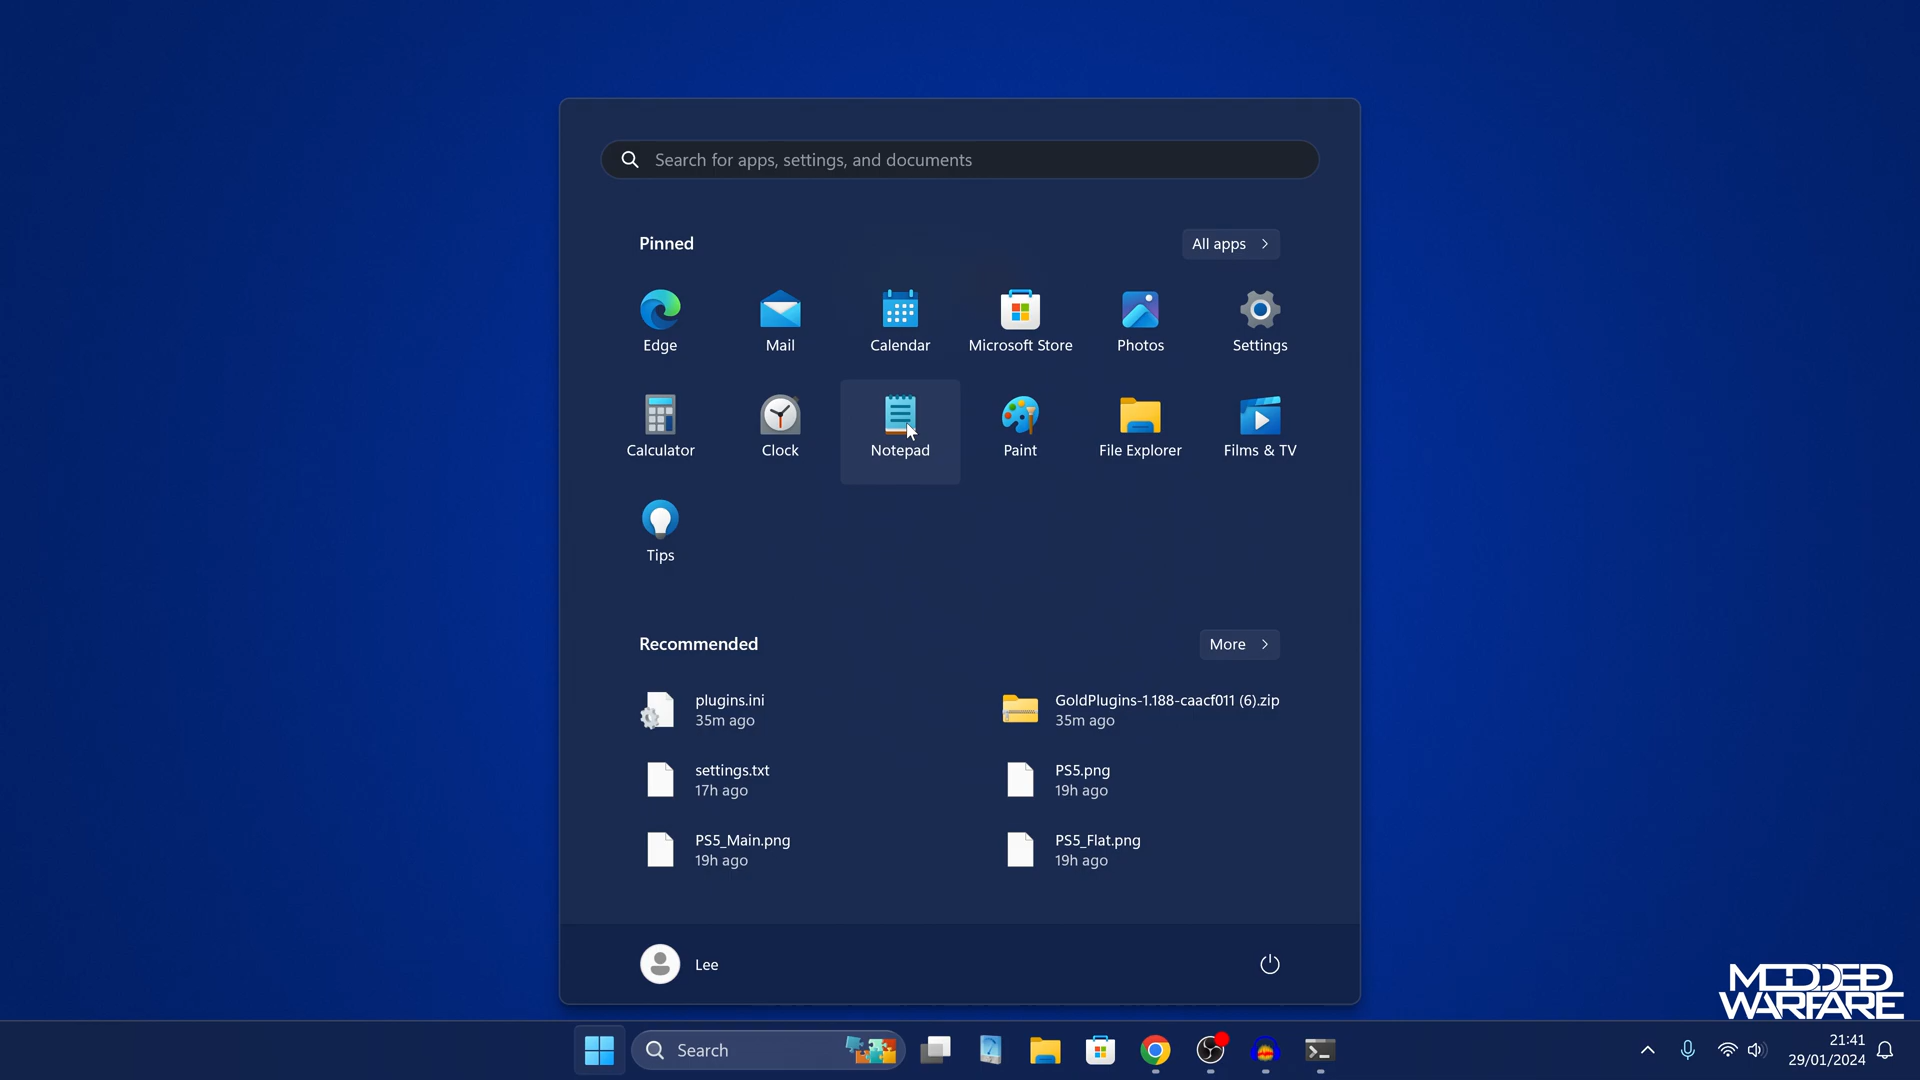 Search for apps, settings, and documents
Pinned
All apps
Edge
Mail
Calendar
Microsoft Store
Photos
Settings
Calculator
Clock
Notepad
Paint
File Explorer
Films & TV
Tips
Recommended
More
plugins.ini
35m ago
GoldPlugins-1.188-caacf011 (6).zip
35m ago
settings.txt
17h ago
PS5.png
19h ago
PS5_Main.png
19h ago
PS5_Flat.png
19h ago
Lee
MODDED
WARFARE
Search
21:41
29/01/2024